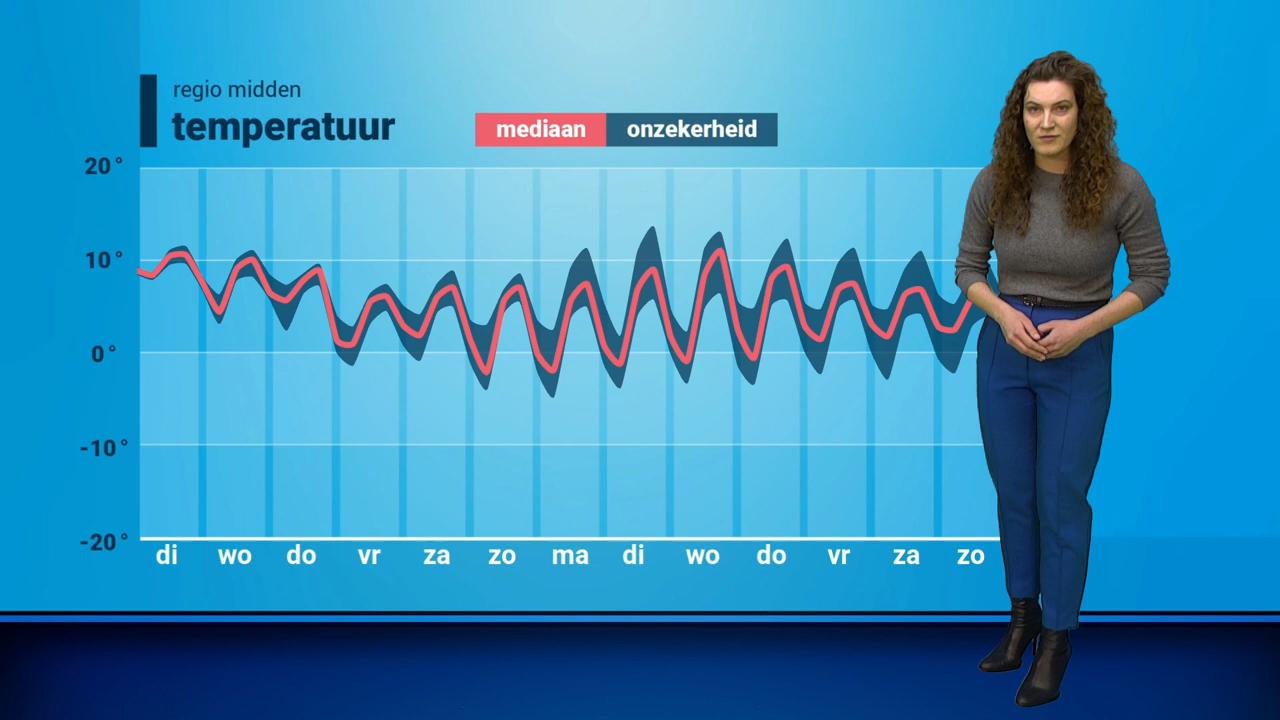 regio midden
temperatuur
mediaan onzekerheid
20°
10°
0°
-10°
-20°
di wo do vr za zo ma di wo do vr za zo